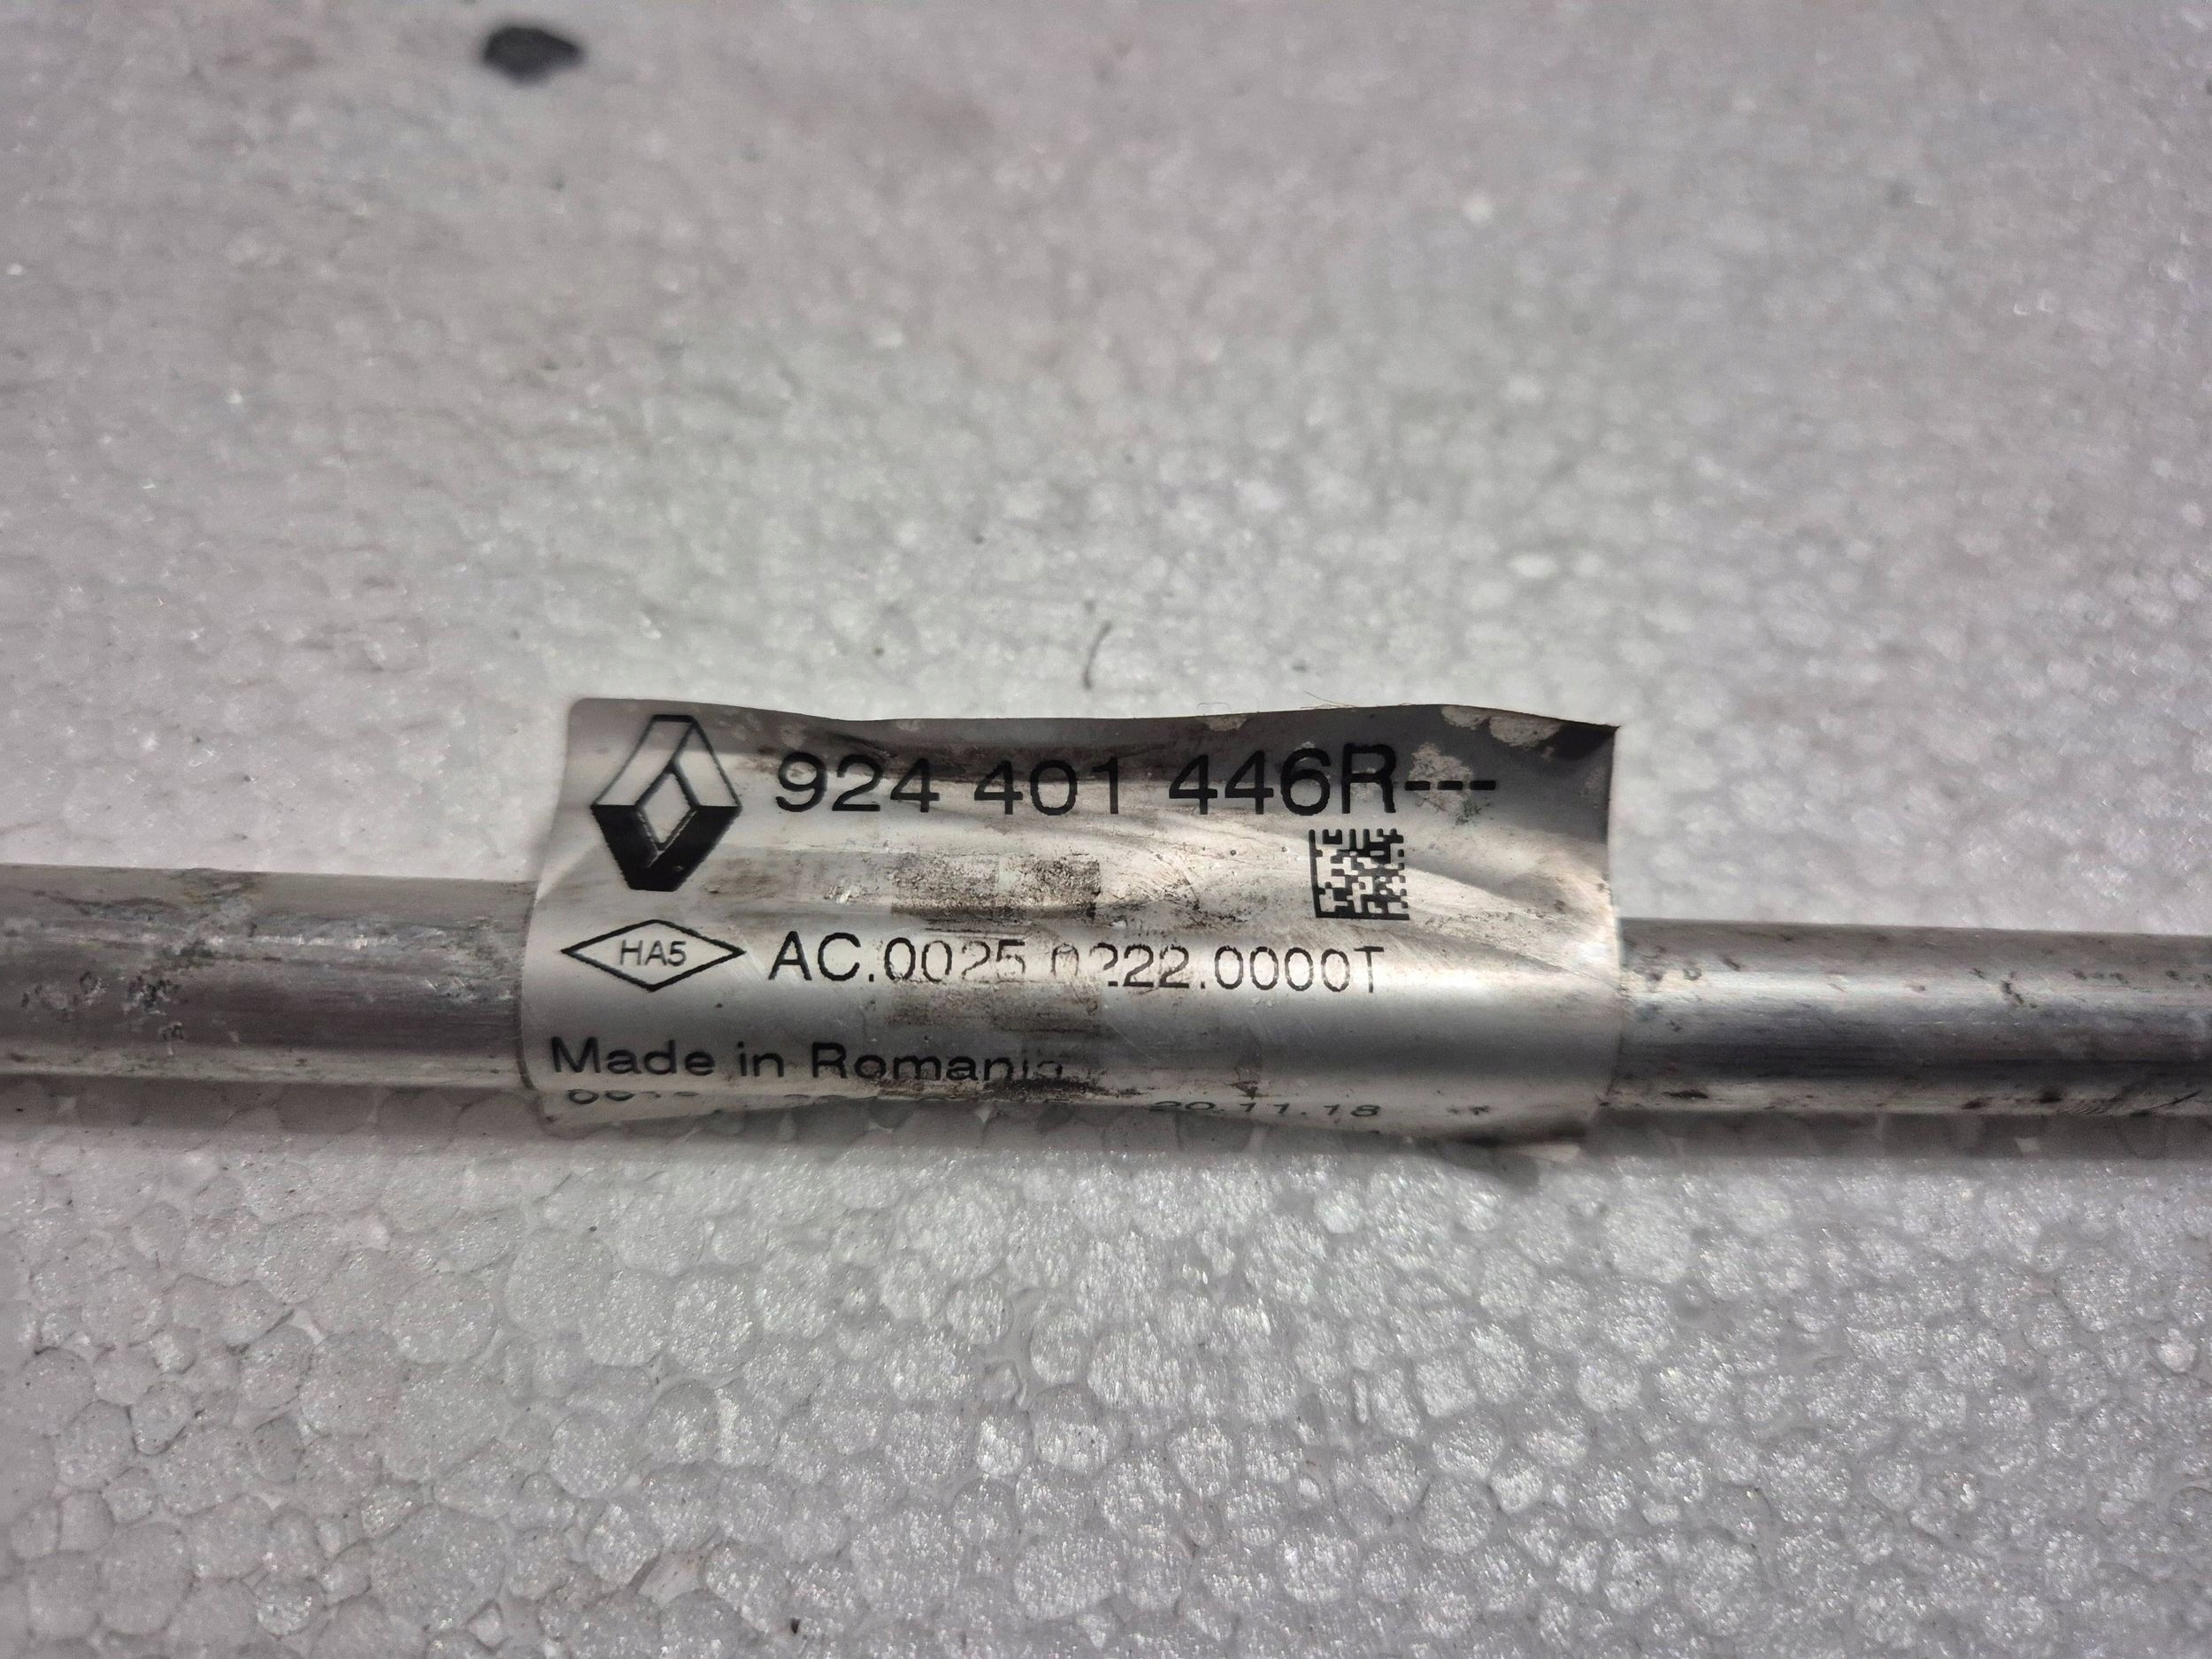 924 401 446R---
HA5
AC.0025.0222.0000T
Made in Romania
20.11.18